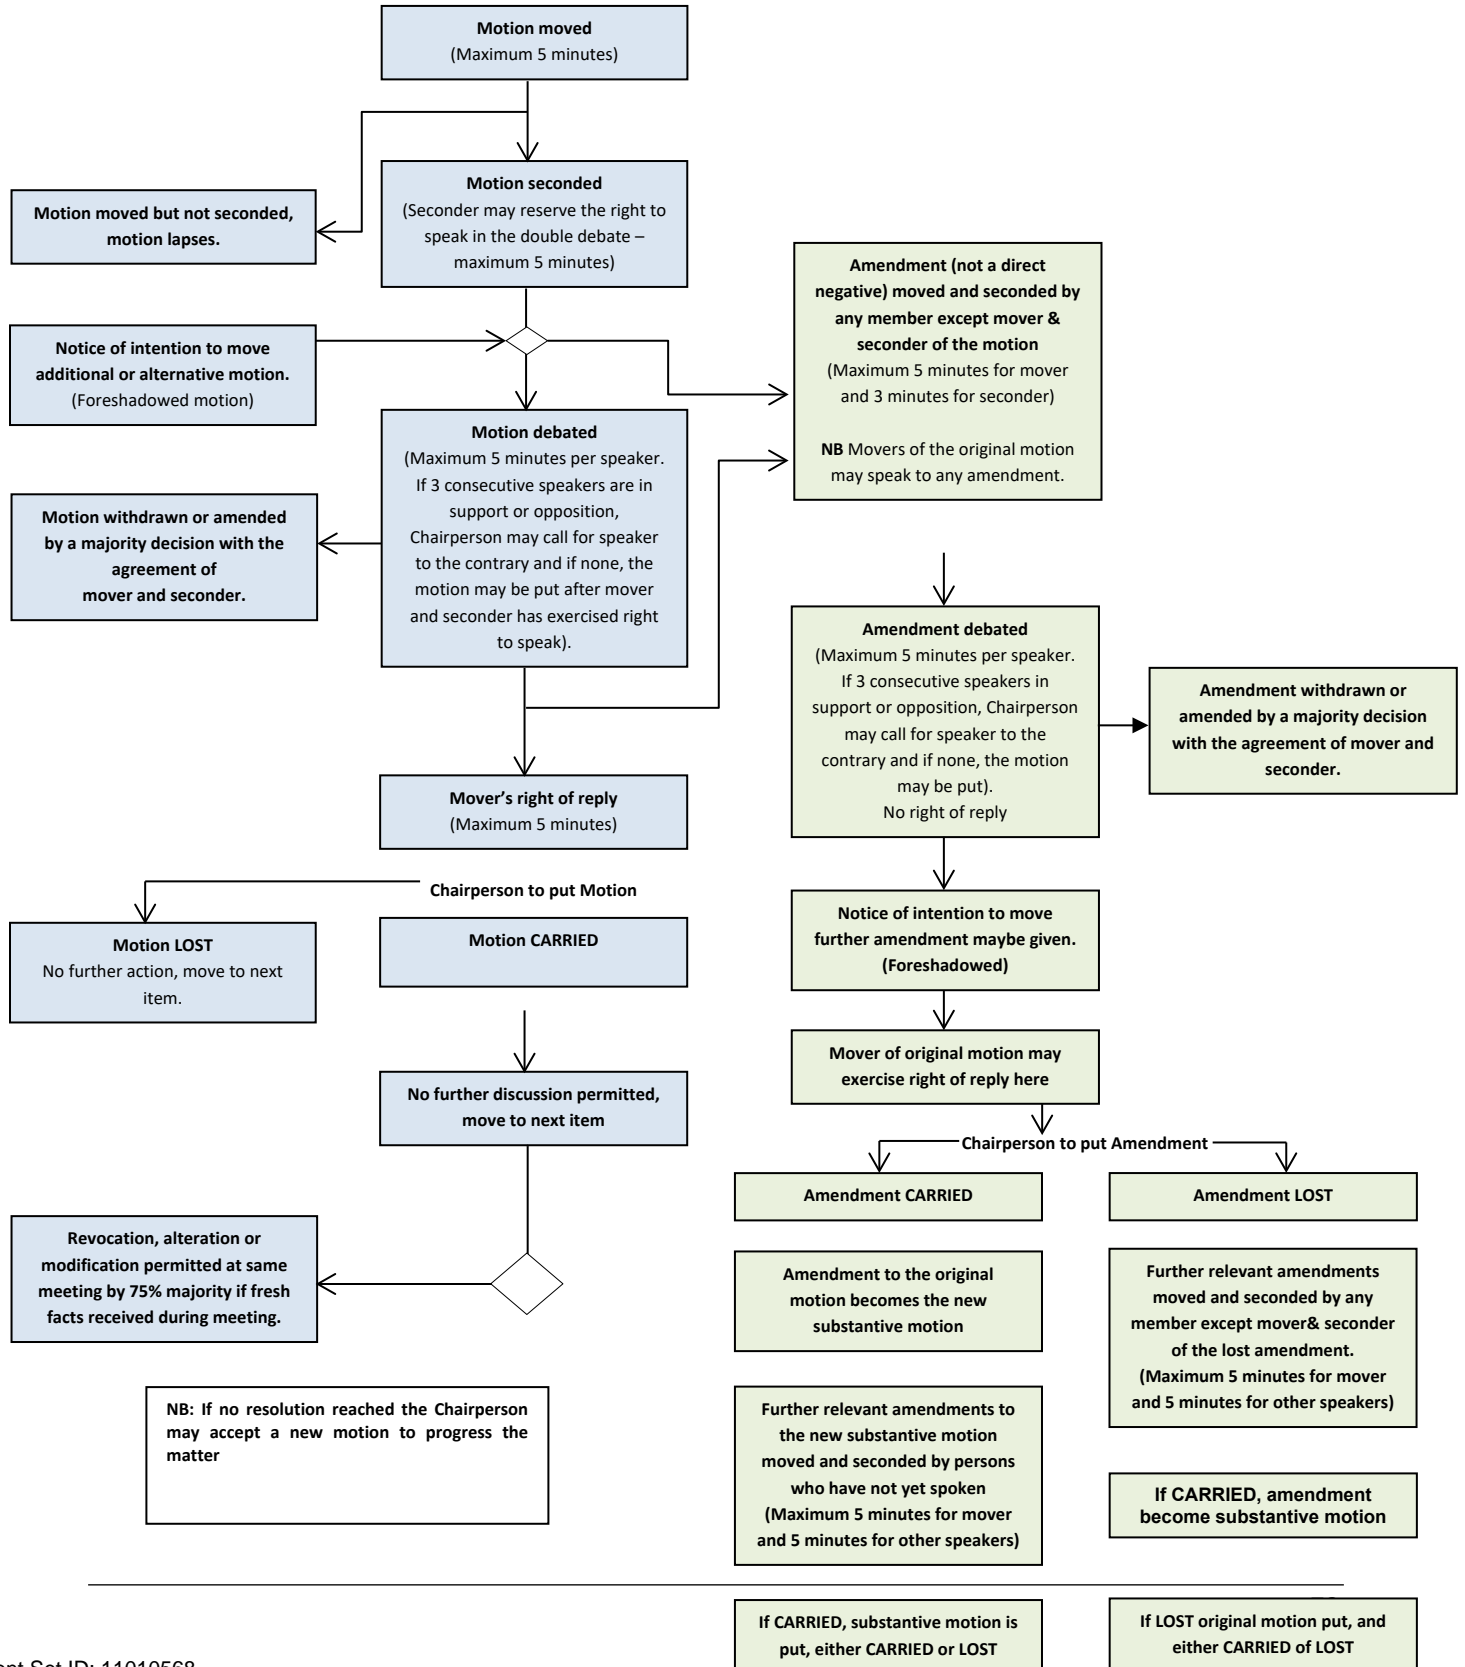 Motion moved
(Maximum 5 minutes)
Motion seconded
(Seconder may reserve the right to
speak in the double debate –
maximum 5 minutes)
Motion moved but not seconded,
motion lapses.
Notice of intention to move
additional or alternative motion.
(Foreshadowed motion)
Amendment (not a direct
negative) moved and seconded by
any member except mover &
seconder of the motion
(Maximum 5 minutes for mover
and 3 minutes for seconder)
NB Movers of the original motion
may speak to any amendment.
Motion debated
(Maximum 5 minutes per speaker.
If 3 consecutive speakers are in
support or opposition,
Chairperson may call for speaker
to the contrary and if none, the
motion may be put after mover
and seconder has exercised right
to speak).
Motion withdrawn or amended
by a majority decision with the
agreement of
mover and seconder.
Amendment debated
(Maximum 5 minutes per speaker.
If 3 consecutive speakers in
support or opposition, Chairperson
may call for speaker to the
contrary and if none, the motion
may be put).
No right of reply
Amendment withdrawn or
amended by a majority decision
with the agreement of mover and
seconder.
Mover’s right of reply
(Maximum 5 minutes)
Chairperson to put Motion
Motion LOST
No further action, move to next
item.
Motion CARRIED
Notice of intention to move
further amendment maybe given.
(Foreshadowed)
Mover of original motion may
exercise right of reply here
No further discussion permitted,
move to next item
Chairperson to put Amendment
Amendment CARRIED
Amendment LOST
Revocation, alteration or
modification permitted at same
meeting by 75% majority if fresh
facts received during meeting.
Amendment to the original
motion becomes the new
substantive motion
Further relevant amendments
moved and seconded by any
member except mover& seconder
of the lost amendment.
(Maximum 5 minutes for mover
and 5 minutes for other speakers)
NB: If no resolution reached the Chairperson
may accept a new motion to progress the
matter
Further relevant amendments to
the new substantive motion
moved and seconded by persons
who have not yet spoken
(Maximum 5 minutes for mover
and 5 minutes for other speakers)
If CARRIED, amendment
become substantive motion
If CARRIED, substantive motion is
put, either CARRIED or LOST
If LOST original motion put, and
either CARRIED of LOST
Set ID: 11010568